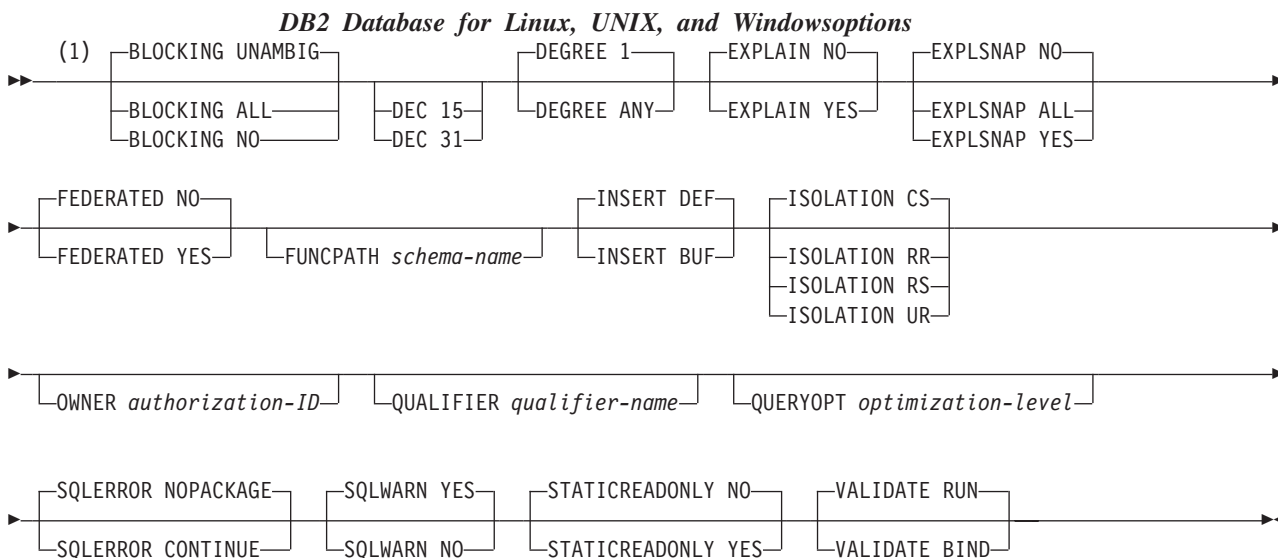 DB2 Database for Linux, UNIX, and Windowsoptions
(1) BLOCKING UNAMBIG DEGREE 1 EXPLAIN NO EXPLSNAP NO
BLOCKING ALL DEC 15 DEGREE ANY EXPLAIN YES EXPLSNAP ALL
BLOCKING NO DEC 31 EXPLSNAP YES
FEDERATED NO INSERT DEF ISOLATION CS
FEDERATED YES FUNCPATH schema-name INSERT BUF ISOLATION RR
ISOLATION RS
ISOLATION UR
OWNER authorization-ID QUALIFIER qualifier-name QUERYOPT optimization-level
SQLERROR NOPACKAGE SQLWARN YES STATICREADONLY NO VALIDATE RUN
SQLERROR CONTINUE SQLWARN NO STATICREADONLY YES VALIDATE BIND